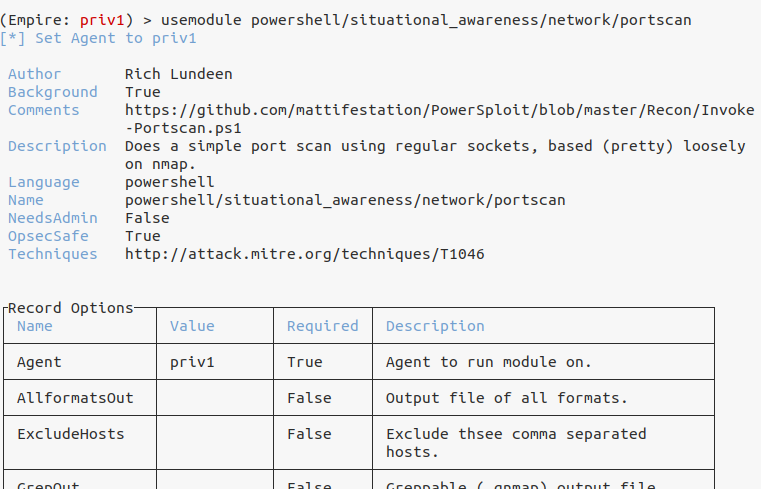 (Empire: priv1) > usemodule powershell/situational_awareness/network/portscan
[*] Set Agent to priv1
Author Rich Lundeen
Background True
Comments https://github.com/mattifestation/PowerSploit/blob/master/Recon/Invoke
-Portscan.ps1
Description Does a simple port scan using regular sockets, based (pretty) loosely
on nmap.
Language powershell
Name powershell/situational_awareness/network/portscan
NeedsAdmin False
OpsecSafe True
Techniques http://attack.mitre.org/techniques/T1046
Record Options
Name Value Required Description
Agent priv1 True Agent to run module on.
AllformatsOut False Output file of all formats.
ExcludeHosts False Exclude thsee comma separated
hosts.
GrepOut False Greppable (.gnmap) output file